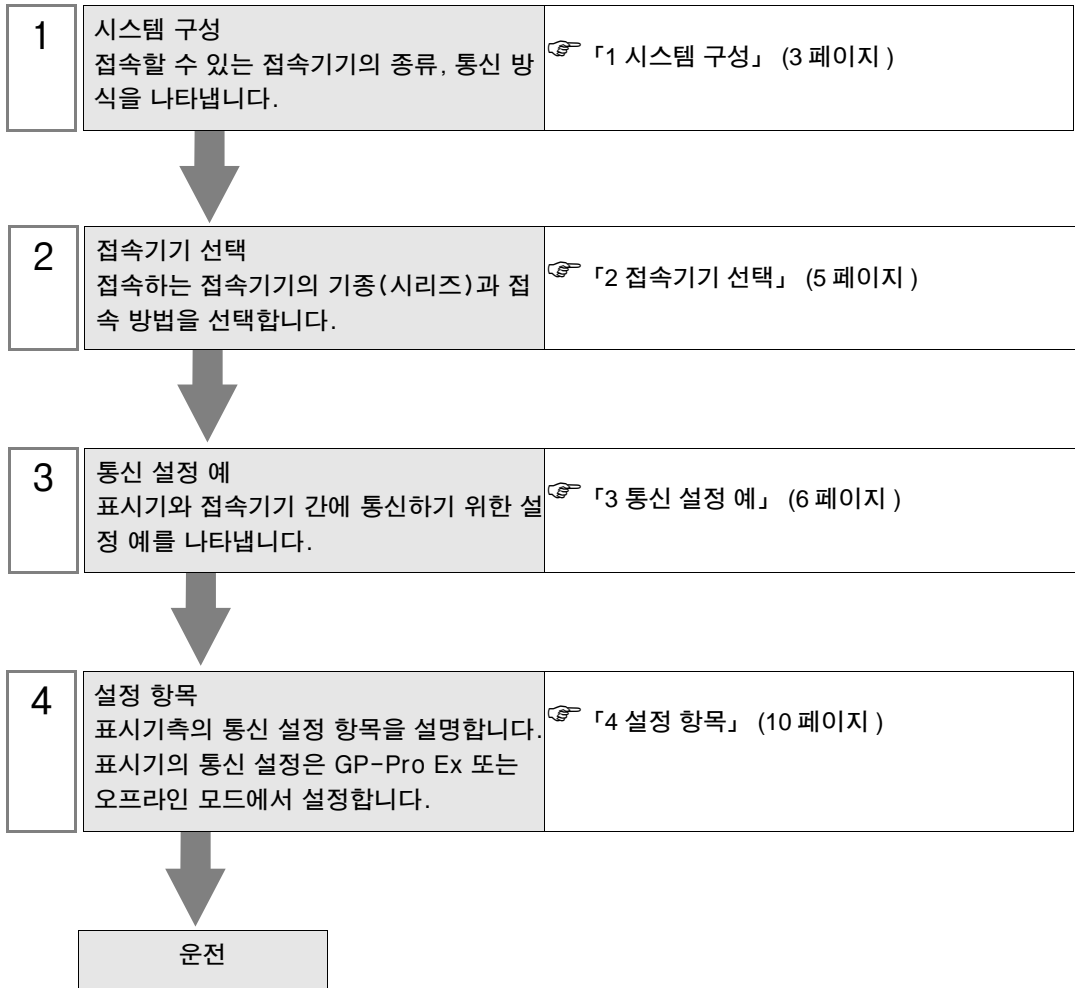 1
시스템 구성
접속할 수 있는 접속기기의 종류, 통신 방
식을 나타냅니다.
☞ 「1 시스템 구성」 (3 페이지 )
2
접속기기 선택
접속하는 접속기기의 기종(시리즈)과 접
속 방법을 선택합니다.
☞ 「2 접속기기 선택」 (5 페이지 )
3
통신 설정 예
표시기와 접속기기 간에 통신하기 위한 설
정 예를 나타냅니다.
☞ 「3 통신 설정 예」 (6 페이지 )
4
설정 항목
표시기측의 통신 설정 항목을 설명합니다.
표시기의 통신 설정은 GP-Pro Ex 또는
오프라인 모드에서 설정합니다.
☞ 「4 설정 항목」 (10 페이지 )
운전